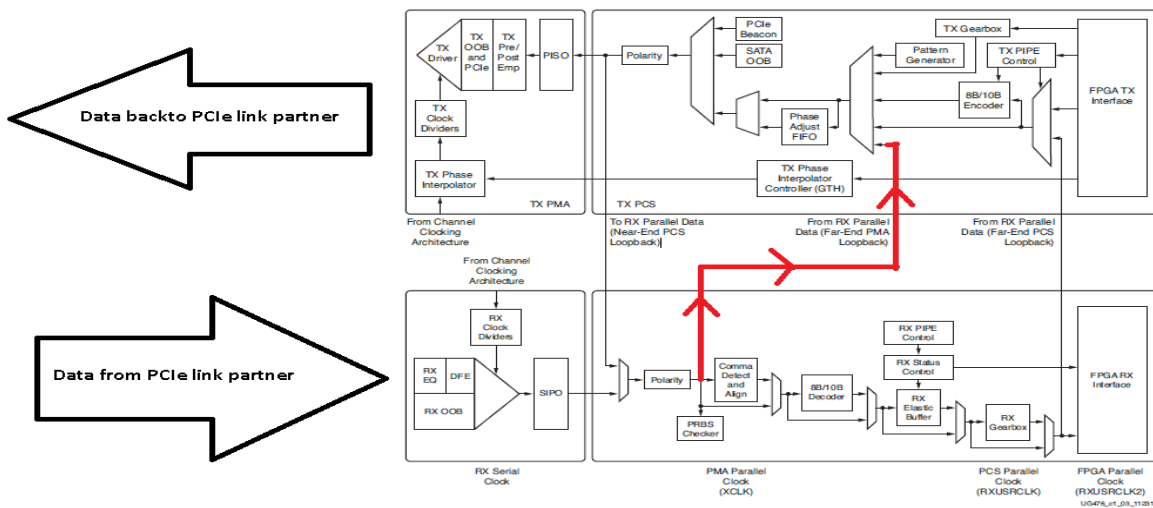 Data backto PCIe link partner
TX
Driver
TX
OOB
and
PCIe
TX
Pre/
Post
Emp
PISO
TX
Clock
Dividers
TX Phase
Interpolator
TX PMA
Polarity
PCIe
Beacon
SATA
OOB
Phase
Adjust
FIFO
Pattern
Generator
TX Gearbox
TX PIPE
Control
8B/10B
Encoder
FPGA TX
Interface
TX Phase
Interpolator
Controller (GTH)
TX PCS
From Channel
Clocking
Architecture
To RX Parallel Data
(Near-End PCS
Loopback)
From RX Parallel
Data (Far-End PMA
Loopback)
From RX Parallel
Data (Far-End PCS
Loopback)
From Channel
Clocking
Architecture
Data from PCIe link partner
RX
Clock
Dividers
RX
EQ
DFE
RX OOB
SIPO
Polarity
PRBS
Checker
Comma
Detect
and
Align
8B/10B
Decoder
RX PIPE
Control
RX Status
Control
RX
Elastic
Buffer
RX
Gearbox
FPGA RX
Interface
RX Serial
Clock
PMA Parallel
Clock
(XCLK)
PCS Parallel
Clock
(RXUSRCLK)
FPGA Parallel
Clock
(RXUSRCLK2)